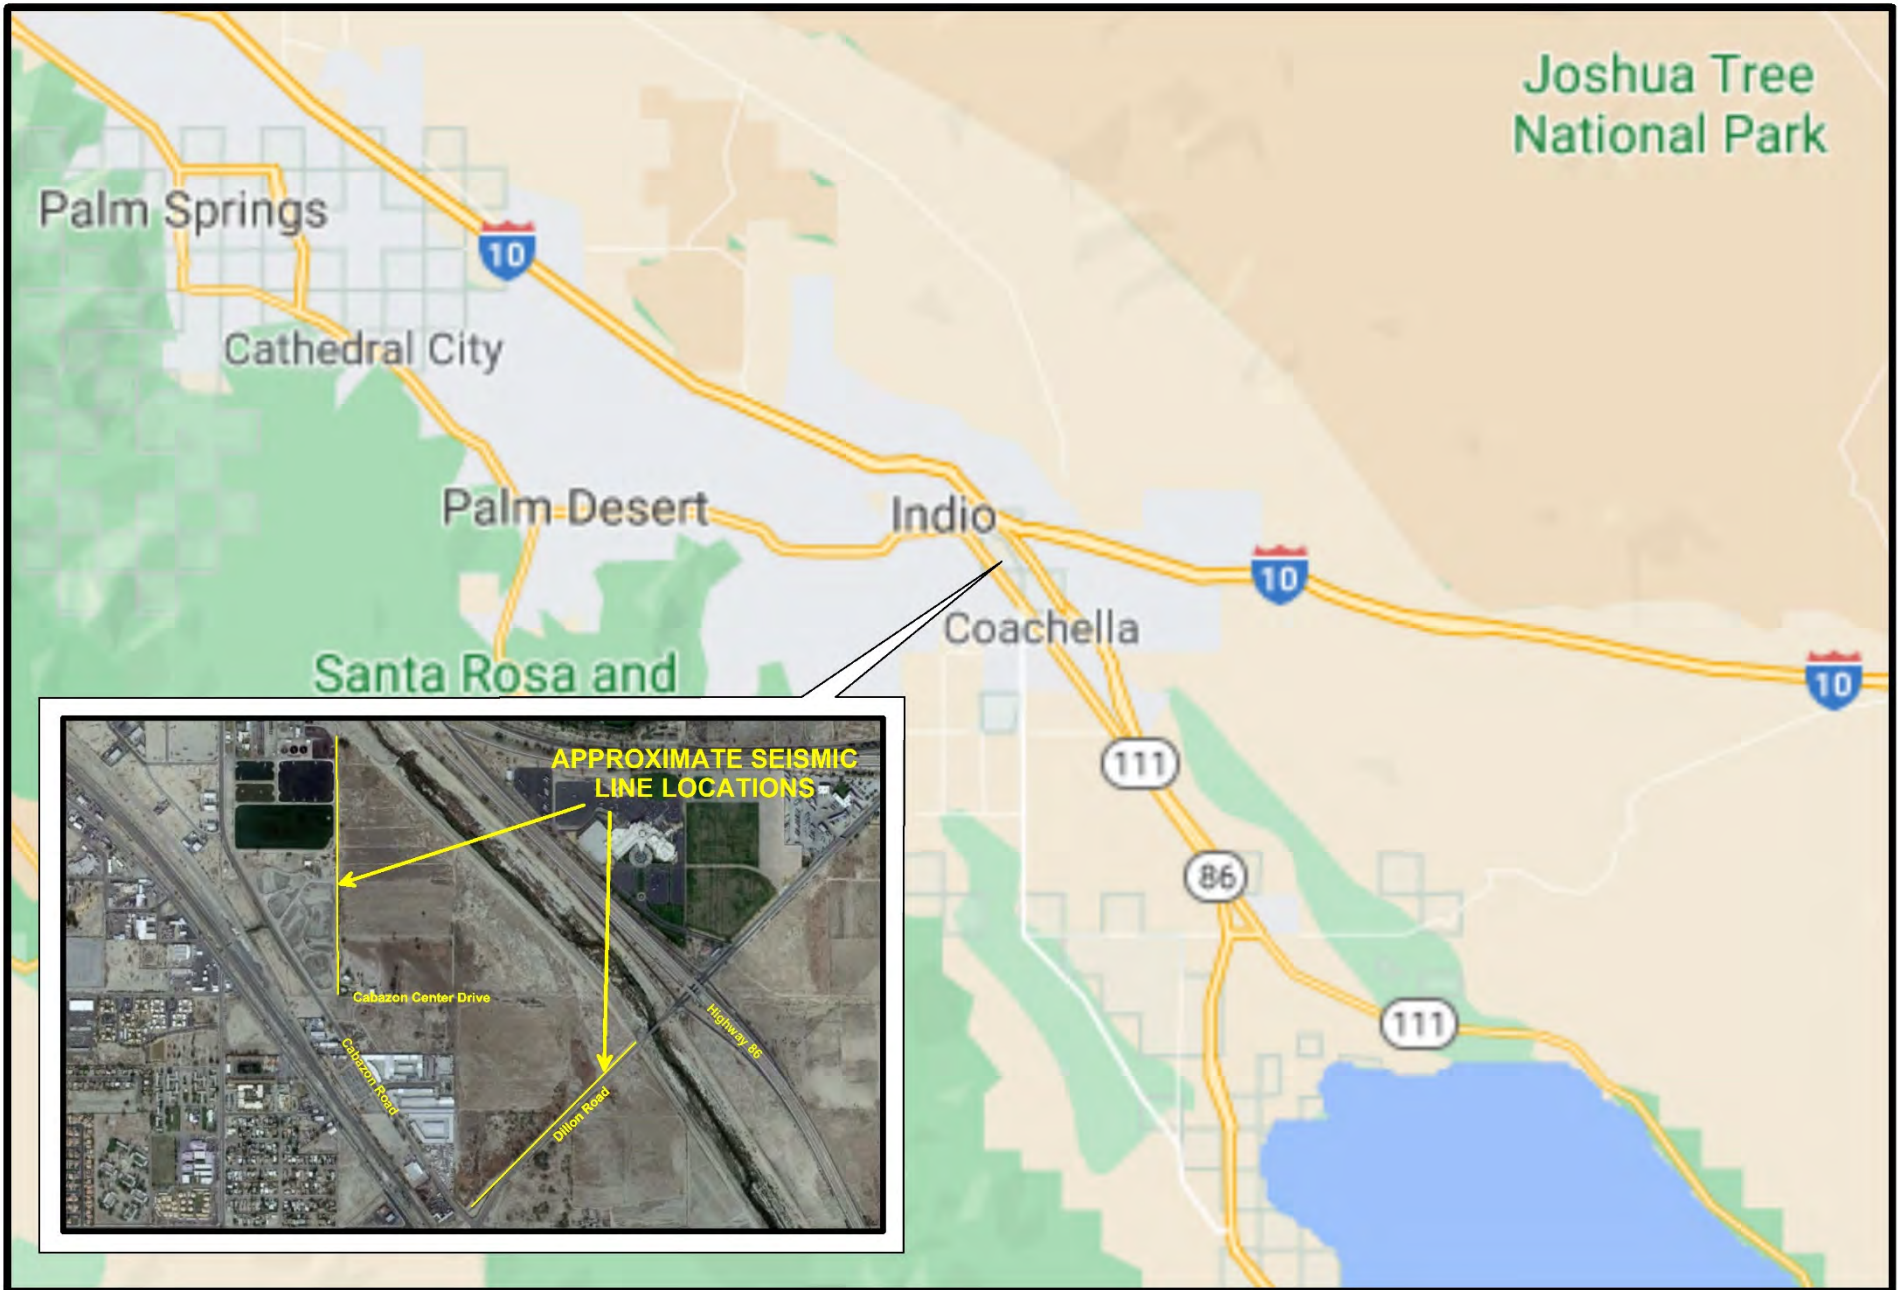 Joshua Tree
National Park
Palm Springs
10
Cathedral City
Palm Desert
Indio
10
Coachella
Santa Rosa and
10
111
86
111
APPROXIMATE SEISMIC
LINE LOCATIONS
Cabazon Center Drive
Highway 86
Cabazon Road
Dillon Road